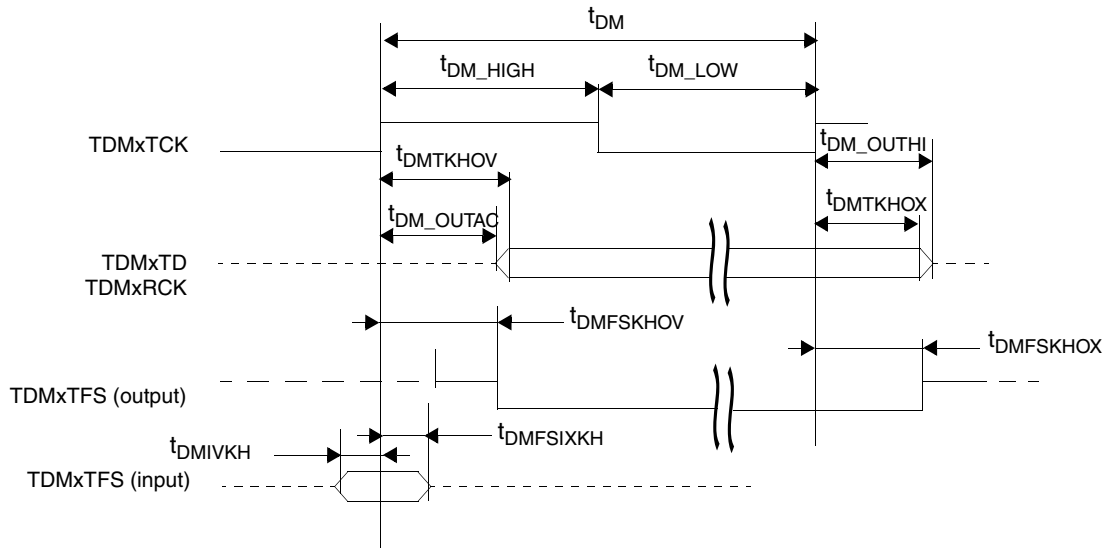 tDM
tDM_HIGH
tDM_LOW
TDMxTCK
tDM_OUTHI
tDMTKHOV
tDMTKHOX
tDM_OUTAC
TDMxTD
TDMxRCK
tDMFSKHOV
tDMFSKHOX
TDMxTFS (output)
tDMFSIXKH
tDMIVKH
TDMxTFS (input)